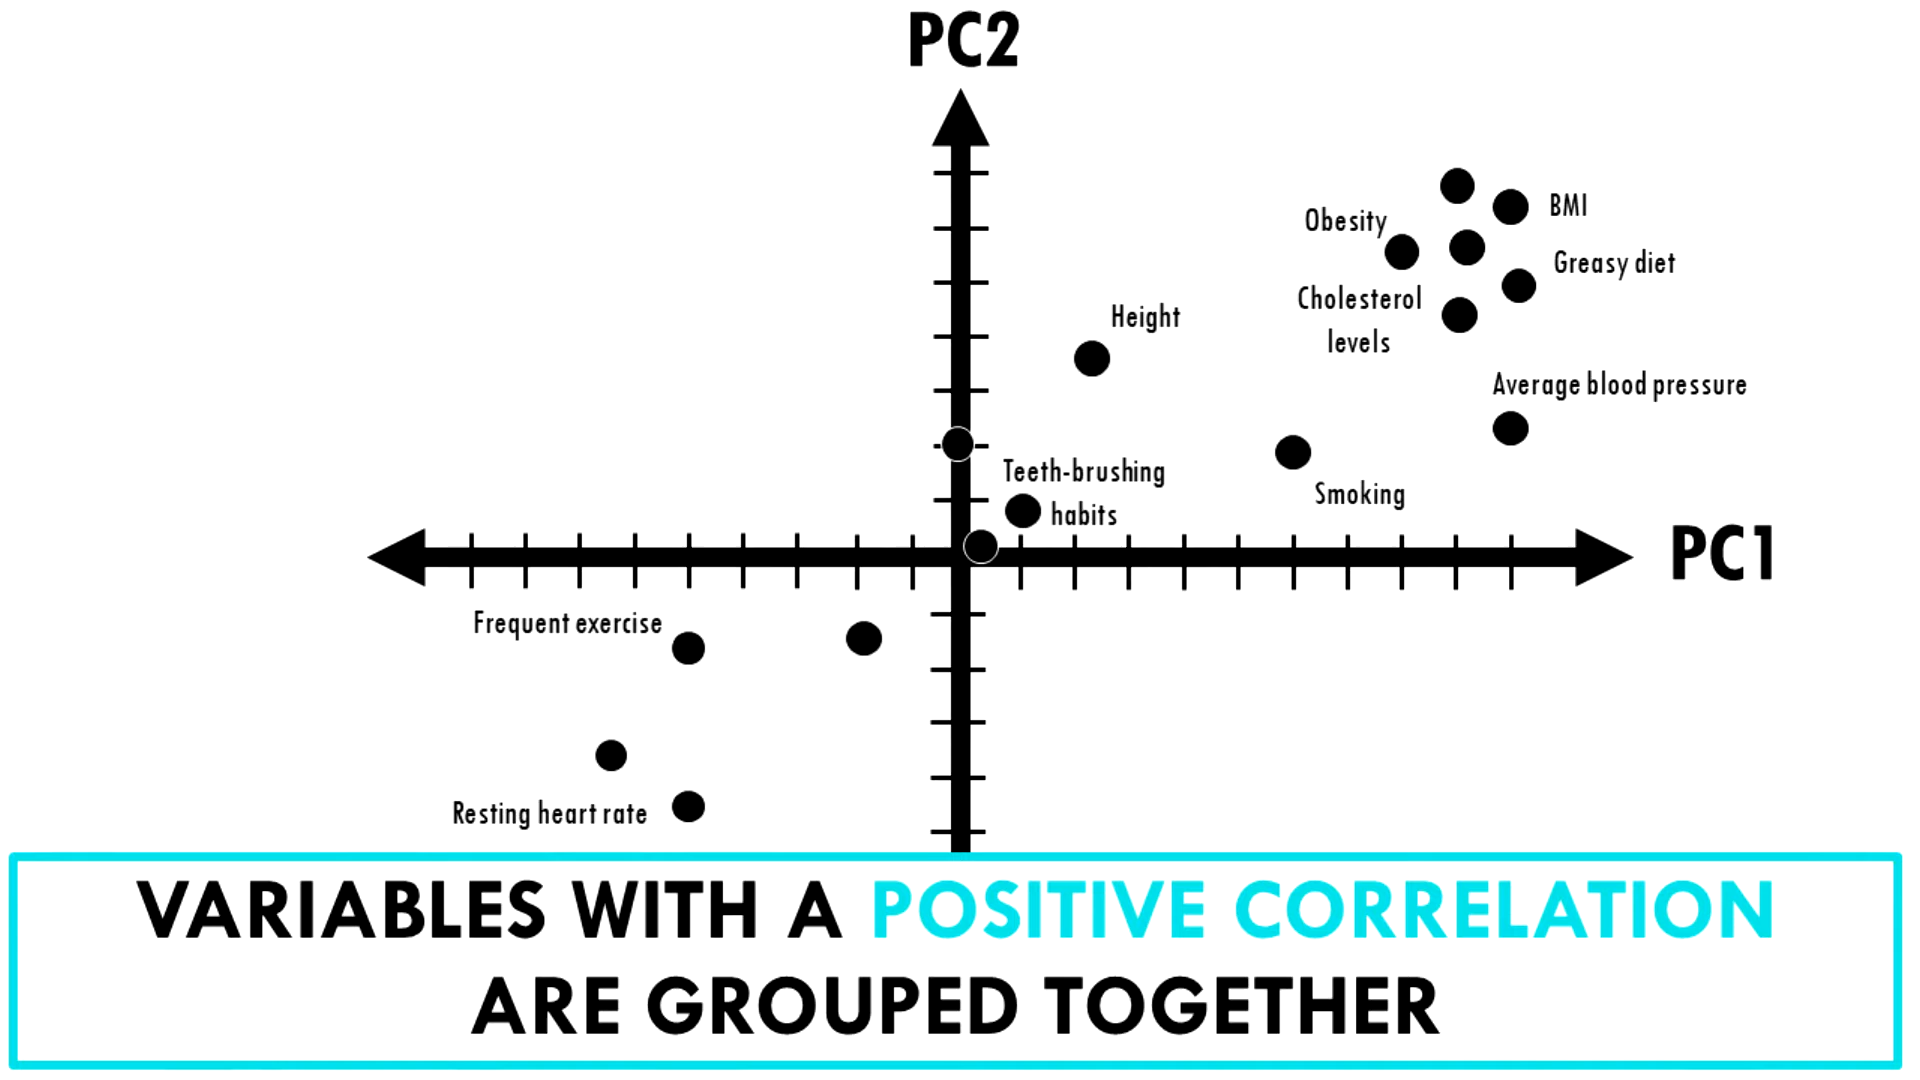 PC2
BMI
Obesity
Greasy diet
Cholesterol
levels
Height
Average blood pressure
Teeth-brushing
habits
Smoking
PC1
Frequent exercise
Resting heart rate
VARIABLES WITH A POSITIVE CORRELATION
ARE GROUPED TOGETHER